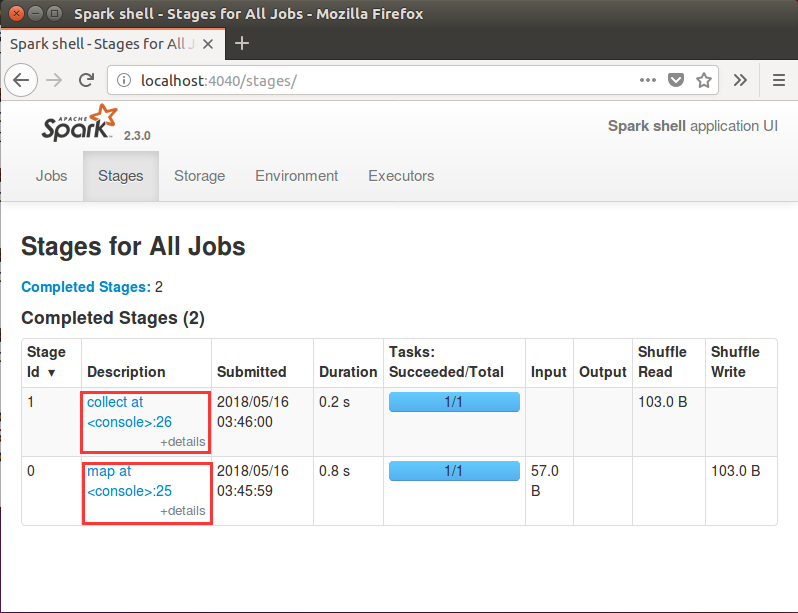 Spark shell - Stages for All Jobs - Mozilla Firefox
Spark shell - Stages for All J
localhost:4040/stages/
APACHE
Spark 2.3.0
Spark shell application UI
Jobs Stages Storage Environment Executors
Stages for All Jobs
Completed Stages: 2
Completed Stages (2)
Stage Id ▼ Description Submitted Duration Tasks: Succeeded/Total Input Output Shuffle Read Shuffle Write
1 collect at <console>:26 +details 2018/05/16 03:46:00 0.2 s 1/1 103.0 B
0 map at <console>:25 +details 2018/05/16 03:45:59 0.8 s 1/1 57.0 B 103.0 B